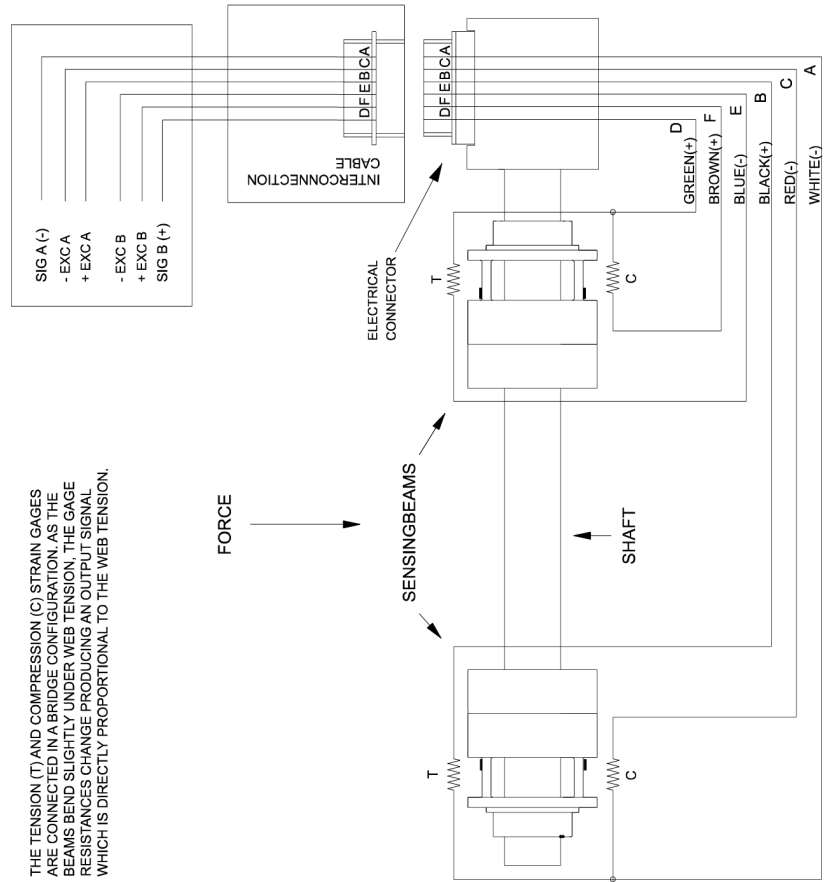 THE TENSION (T) AND COMPRESSION (C) STRAIN GAGES
ARE CONNECTED IN A BRIDGE CONFIGURATION. AS THE
BEAMS BEND SLIGHTLY UNDER WEB TENSION, THE GAGE
RESISTANCES CHANGE PRODUCING AN OUTPUT SIGNAL
WHICH IS DIRECTLY PROPORTIONAL TO THE WEB TENSION.
SIG A (-)
- EXC A
+ EXC A
- EXC B
+ EXC B
SIG B (+)
INTERCONNECTION
CABLE
D F E B C A
D F E B C A
ELECTRICAL
CONNECTOR
FORCE
SENSINGBEAMS
SHAFT
T
C
T
C
D
F
E
B
C
A
GREEN(+)
BROWN(+)
BLUE(-)
BLACK(+)
RED(-)
WHITE(-)